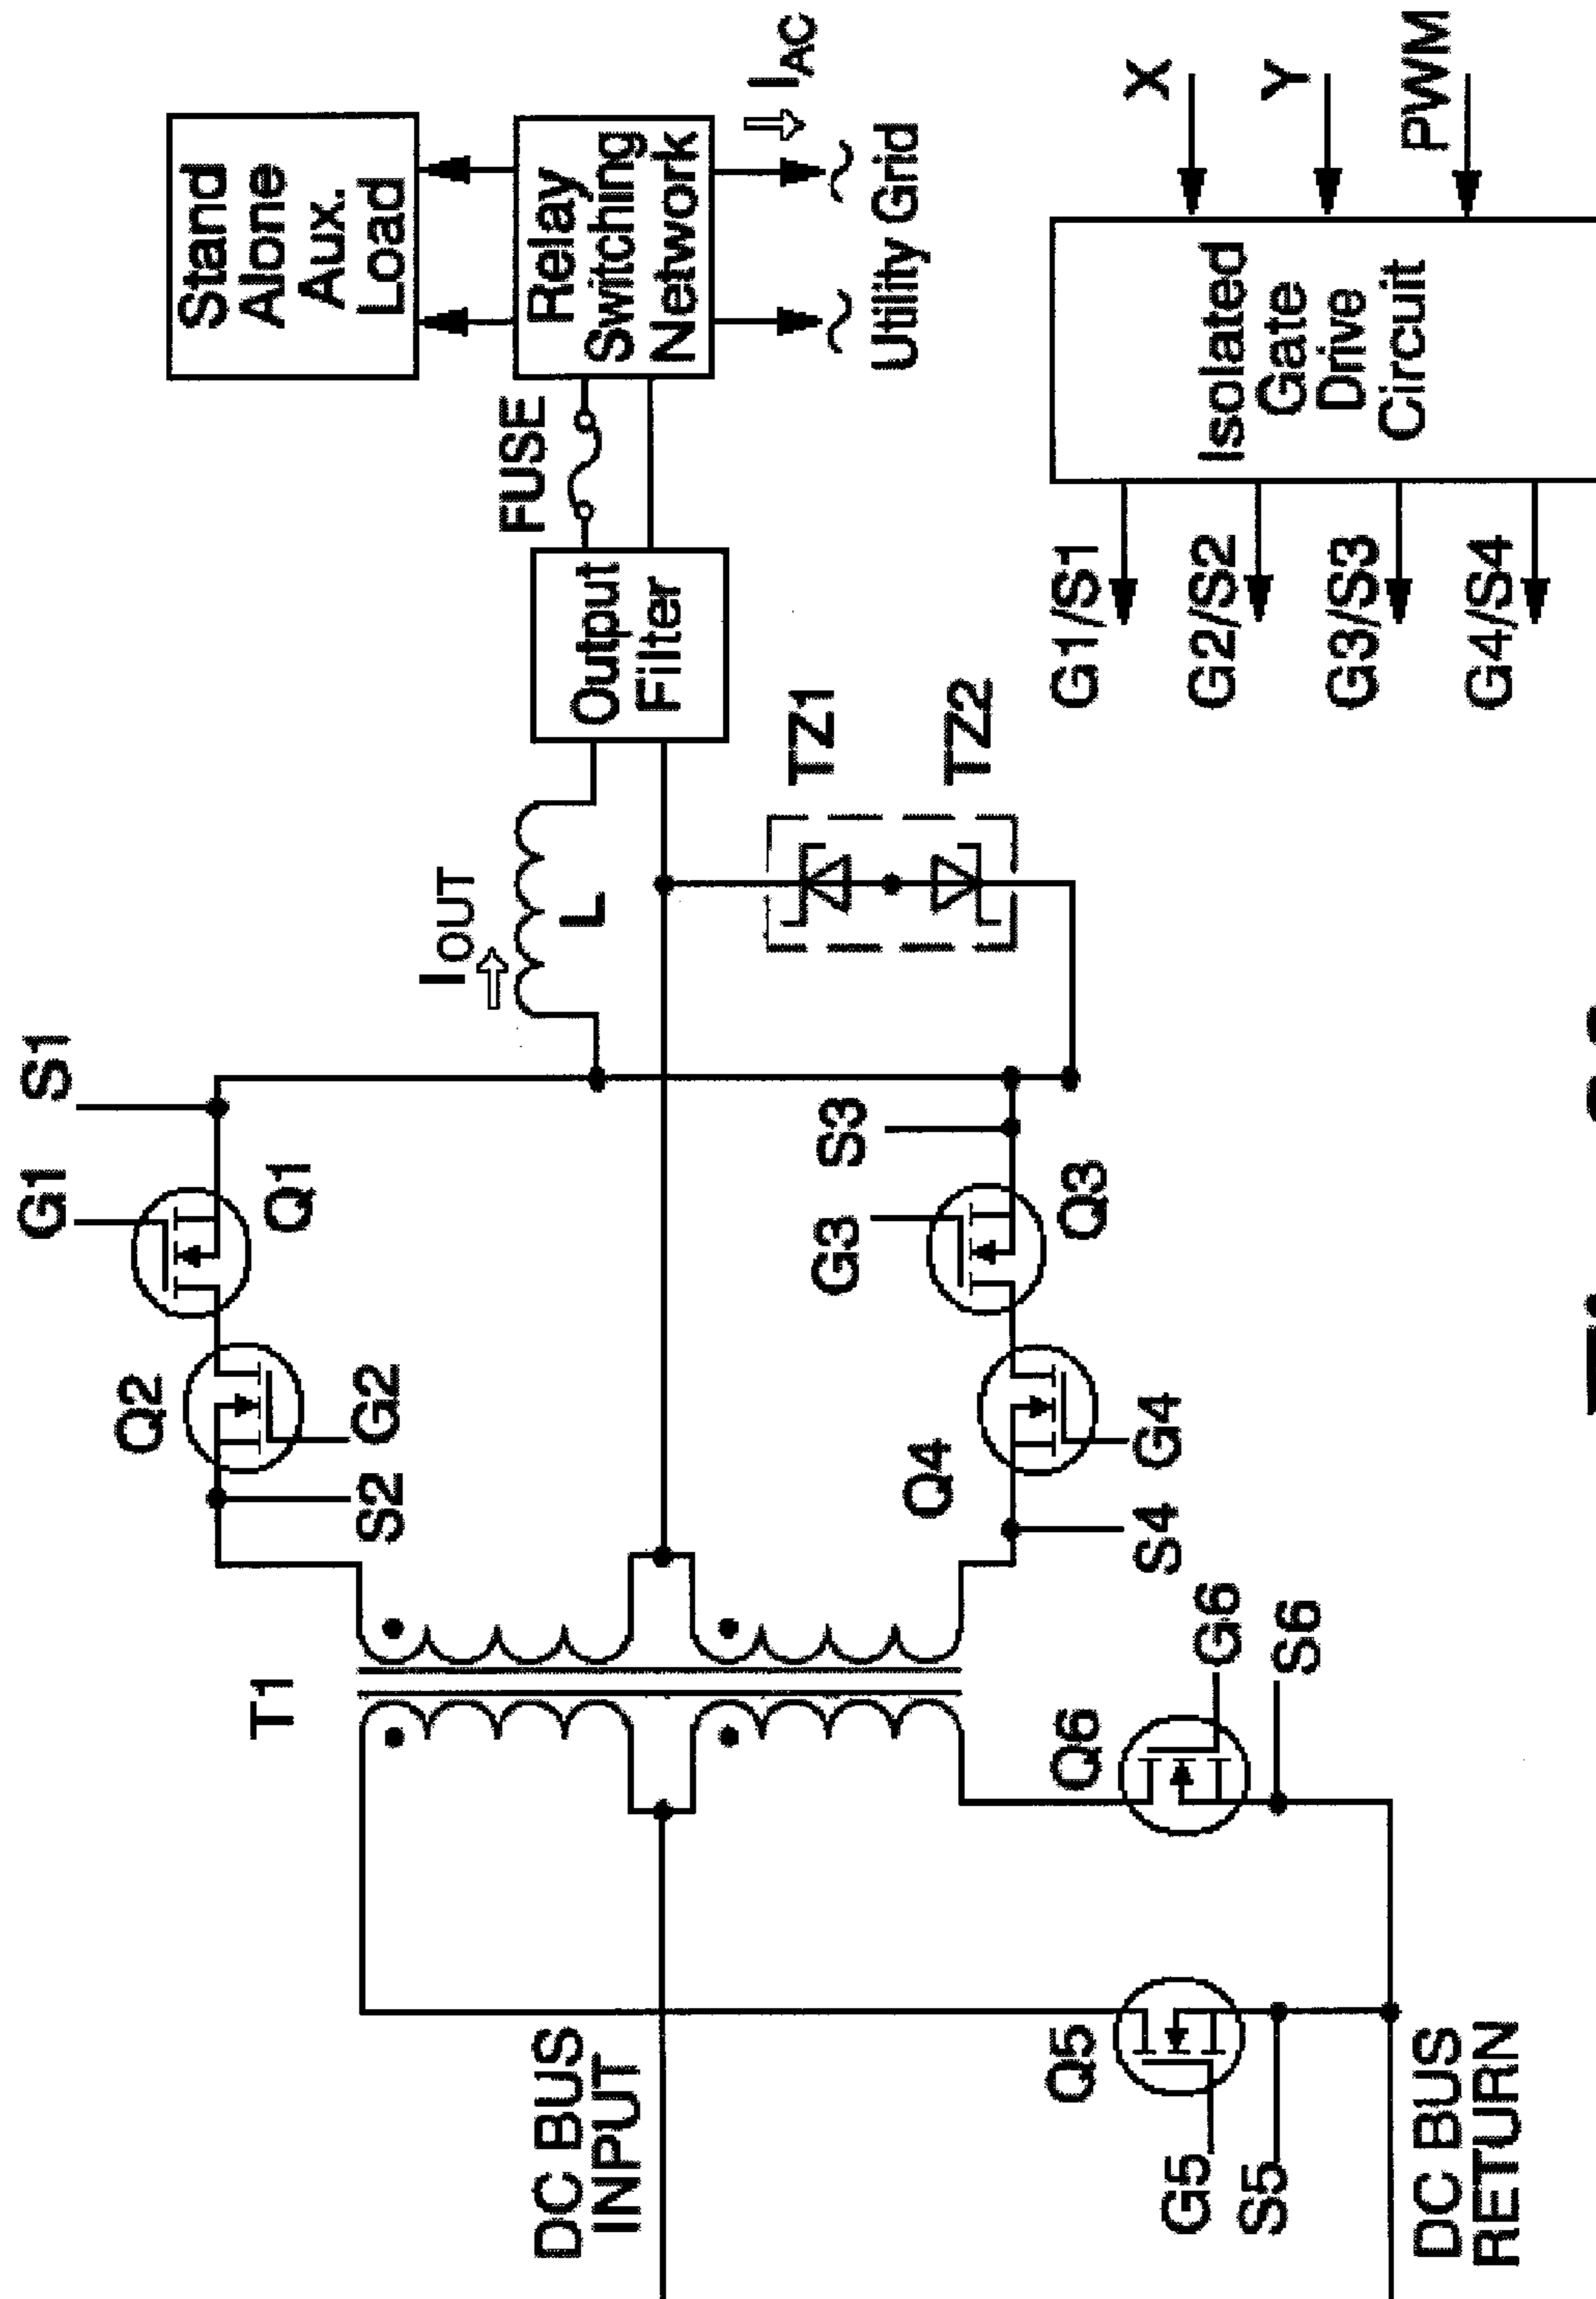 G1
S1
Q2
Q1
G2
S2
T1
I OUT
L
FUSE
Output
Filter
Stand
Alone
Aux.
Load
Relay
Switching
Network
I AC
Utility Grid
DC BUS
INPUT
G3
S3
Q4
Q3
G4
S4
TZ1
TZ2
Q5
Q6
G5
S5
G6
S6
DC BUS
RETURN
G1/S1
G2/S2
G3/S3
G4/S4
Isolated
Gate
Drive
Circuit
X
Y
PWM